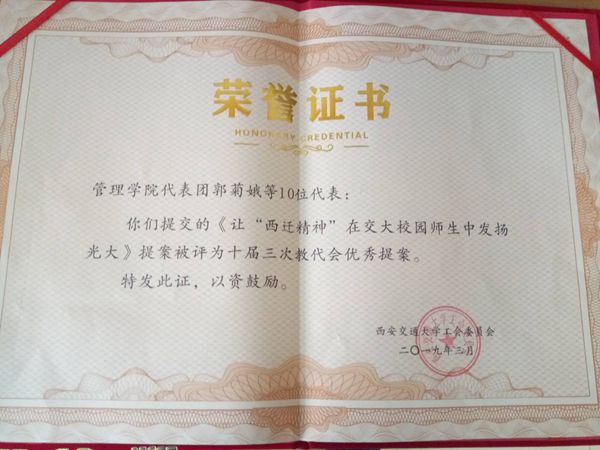 荣誉证书
HONORARY CREDENTIAL
管理学院代表团郭菊娥等10位代表：
你们提交的《让“西迁精神”在交大校园师生中发扬
光大》提案被评为十届三次教代会优秀提案。
特发此证，以资鼓励。
西安交通大学工会委员会
二〇一九年三月